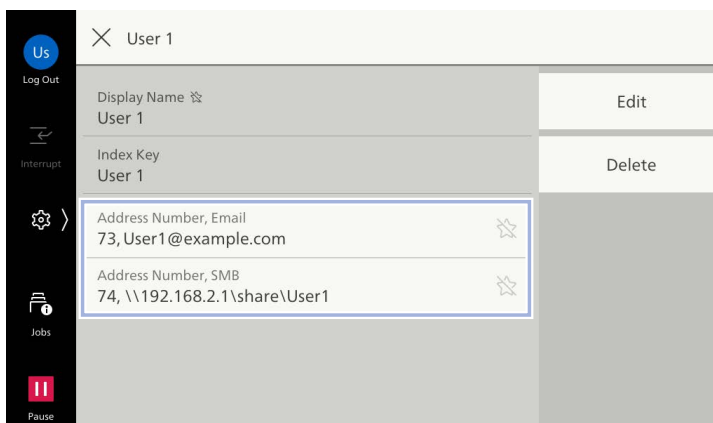 Us
Log Out
Interrupt
Jobs
Pause
User 1
Display Name
User 1
Index Key
User 1
Address Number, Email
73, User1@example.com
Address Number, SMB
74, \\192.168.2.1\share\User1
Edit
Delete